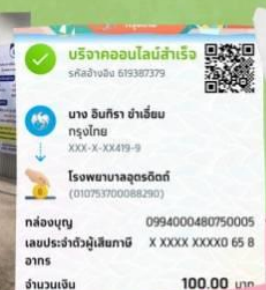 บริจาคออนไลน์สำเร็จ
รหัสอ้างอิง 619387379
นาง อินทิรา ขำเอี่ยม
กรุงไทย
XXX-X-XX419-9
โรงพยาบาลอุตรดิตถ์
(010753700088290)
กล่องบุญ 0994000480750005
เลขประจำตัวผู้เสียภาษี X XXXX XXXX0 65 8
อากร
จำนวนเงิน 100.00 บาท